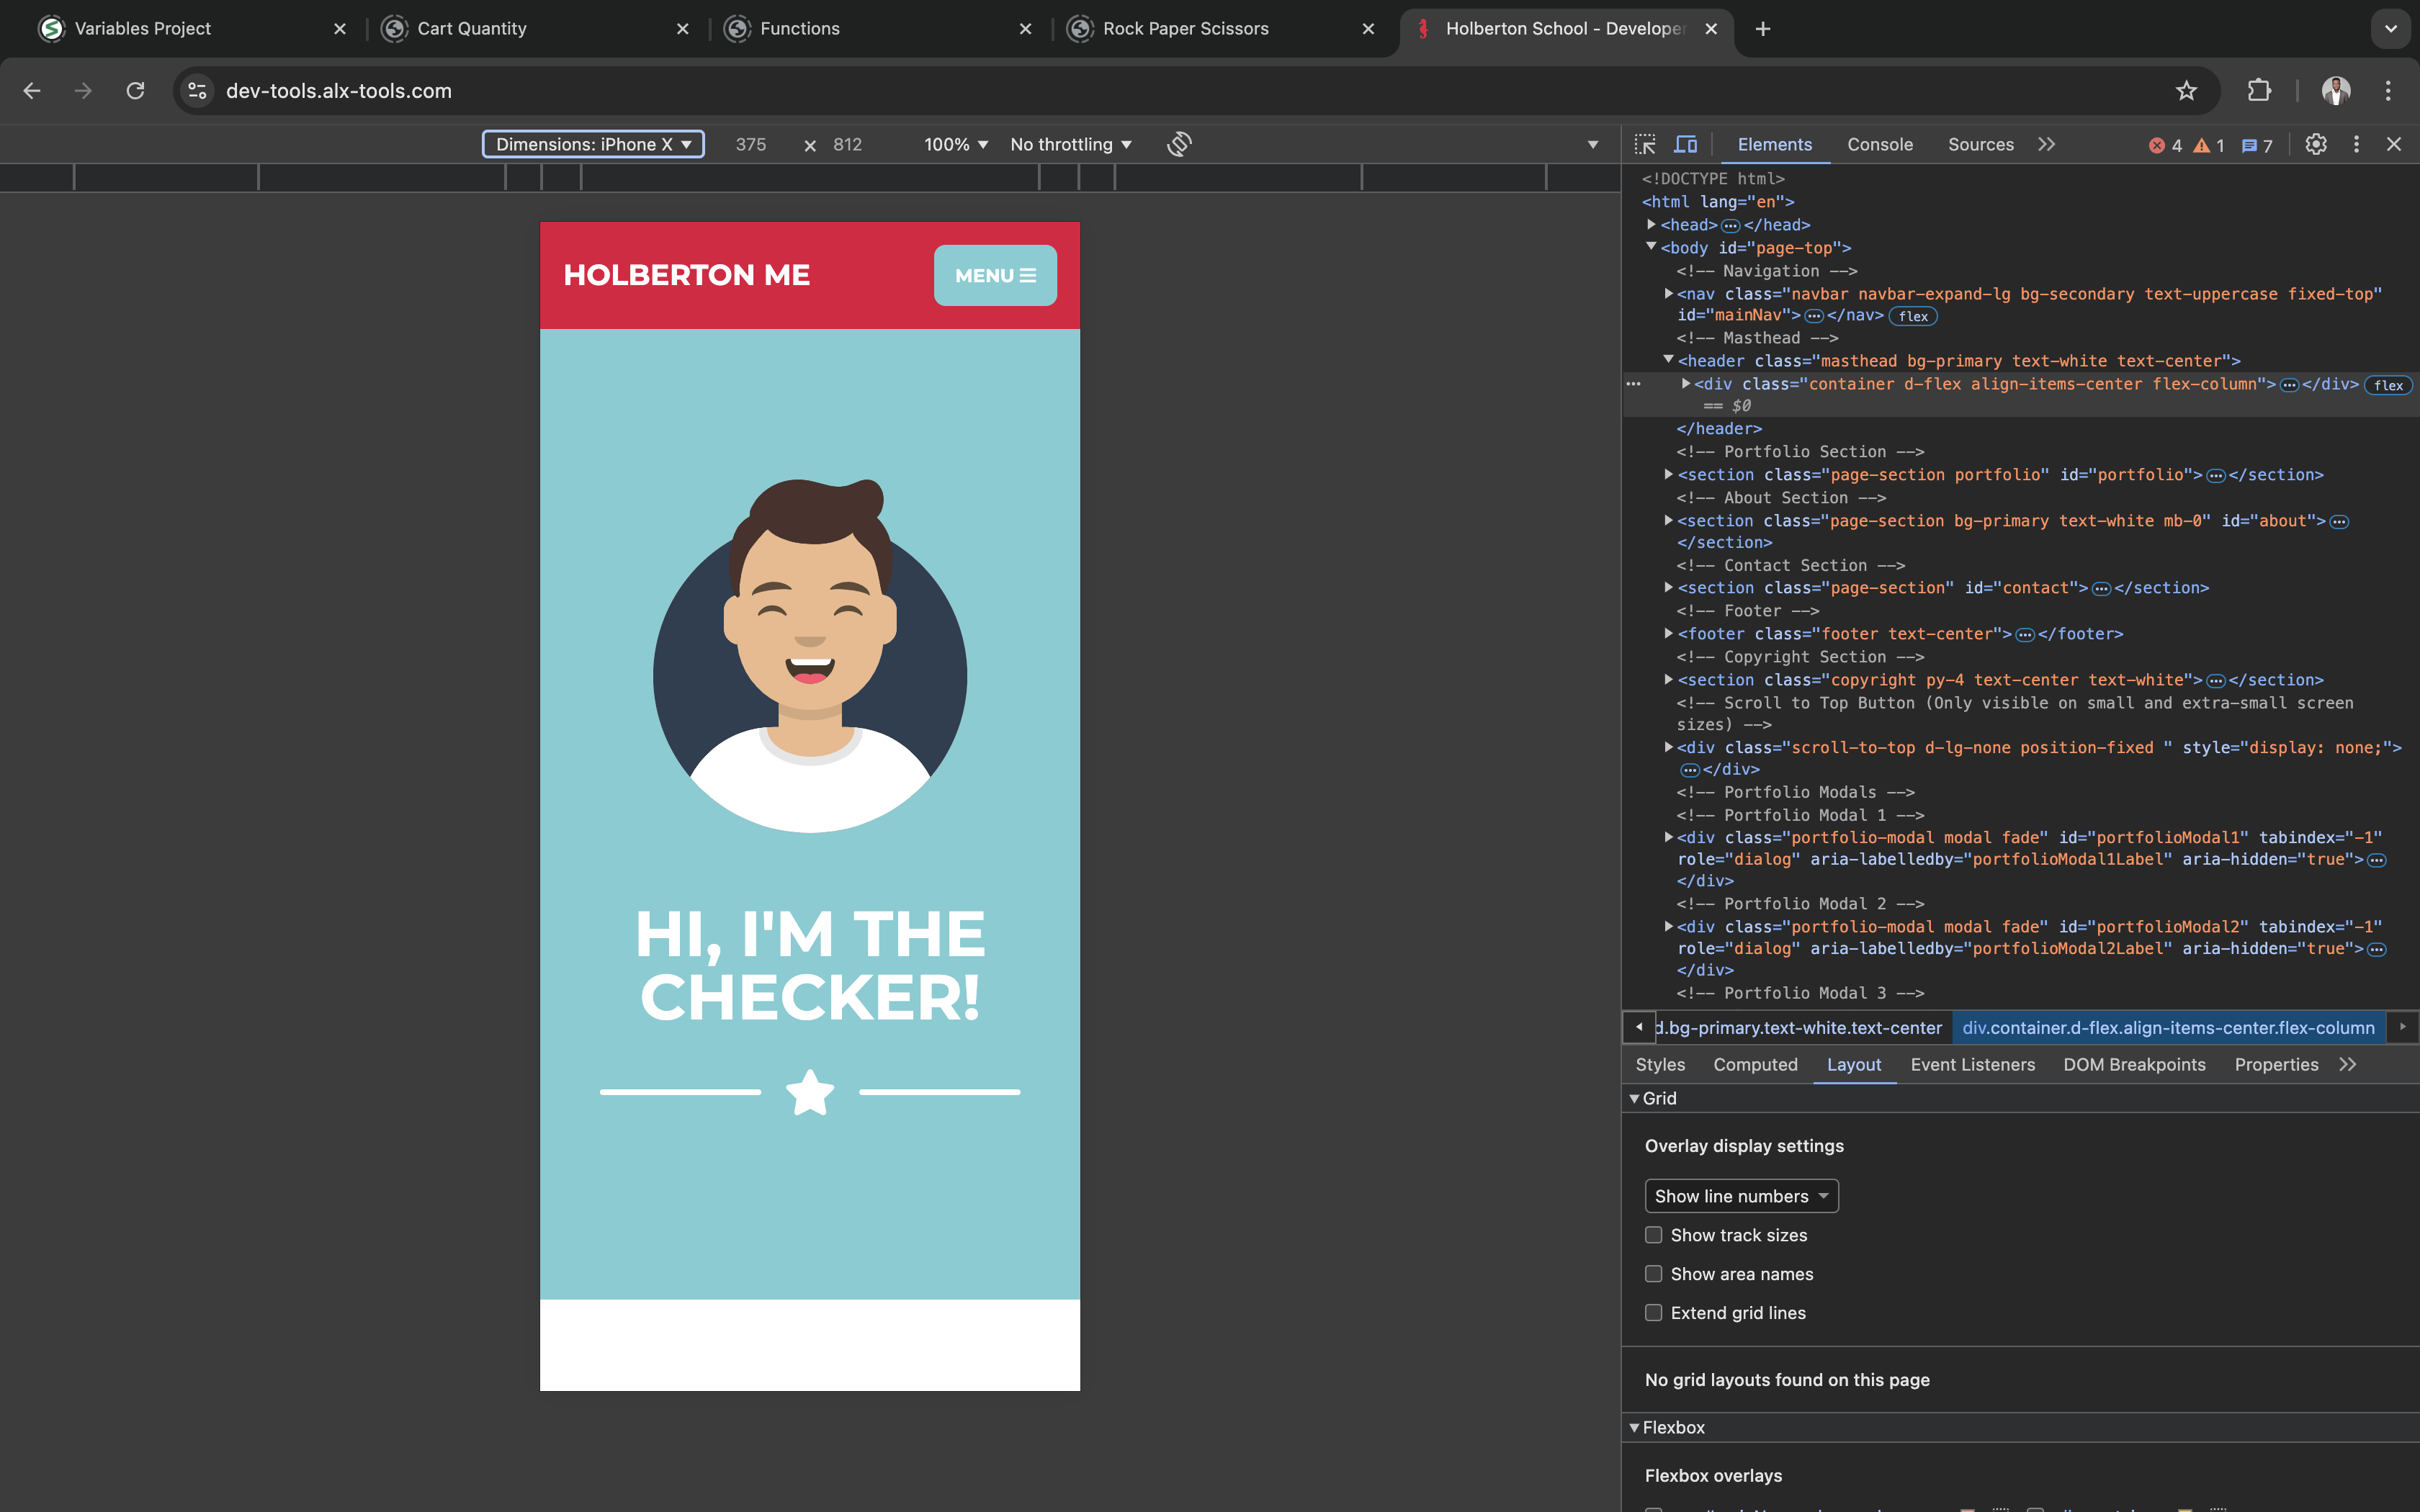 Variables Project
Cart Quantity
Functions
Rock Paper Scissors
Holberton School - Developer
dev-tools.alx-tools.com
Dimensions: iPhone X 375 × 812 100% No throttling
Elements Console Sources 4 1 7
HOLBERTON ME
MENU
HI, I'M THE
CHECKER!
<!DOCTYPE html>
<html lang="en">
<head>…</head>
<body id="page-top">
<!-- Navigation -->
<nav class="navbar navbar-expand-lg bg-secondary text-uppercase fixed-top"
id="mainNav">…</nav> flex
<!-- Masthead -->
<header class="masthead bg-primary text-white text-center">
<div class="container d-flex align-items-center flex-column">…</div> flex
== $0
</header>
<!-- Portfolio Section -->
<section class="page-section portfolio" id="portfolio">…</section>
<!-- About Section -->
<section class="page-section bg-primary text-white mb-0" id="about">…
</section>
<!-- Contact Section -->
<section class="page-section" id="contact">…</section>
<!-- Footer -->
<footer class="footer text-center">…</footer>
<!-- Copyright Section -->
<section class="copyright py-4 text-center text-white">…</section>
<!-- Scroll to Top Button (Only visible on small and extra-small screen
sizes) -->
<div class="scroll-to-top d-lg-none position-fixed " style="display: none;">
…</div>
<!-- Portfolio Modals -->
<!-- Portfolio Modal 1 -->
<div class="portfolio-modal modal fade" id="portfolioModal1" tabindex="-1"
role="dialog" aria-labelledby="portfolioModal1Label" aria-hidden="true">…
</div>
<!-- Portfolio Modal 2 -->
<div class="portfolio-modal modal fade" id="portfolioModal2" tabindex="-1"
role="dialog" aria-labelledby="portfolioModal2Label" aria-hidden="true">…
</div>
<!-- Portfolio Modal 3 -->
d.bg-primary.text-white.text-center div.container.d-flex.align-items-center.flex-column
Styles Computed Layout Event Listeners DOM Breakpoints Properties
Grid
Overlay display settings
Show line numbers
Show track sizes
Show area names
Extend grid lines
No grid layouts found on this page
Flexbox
Flexbox overlays